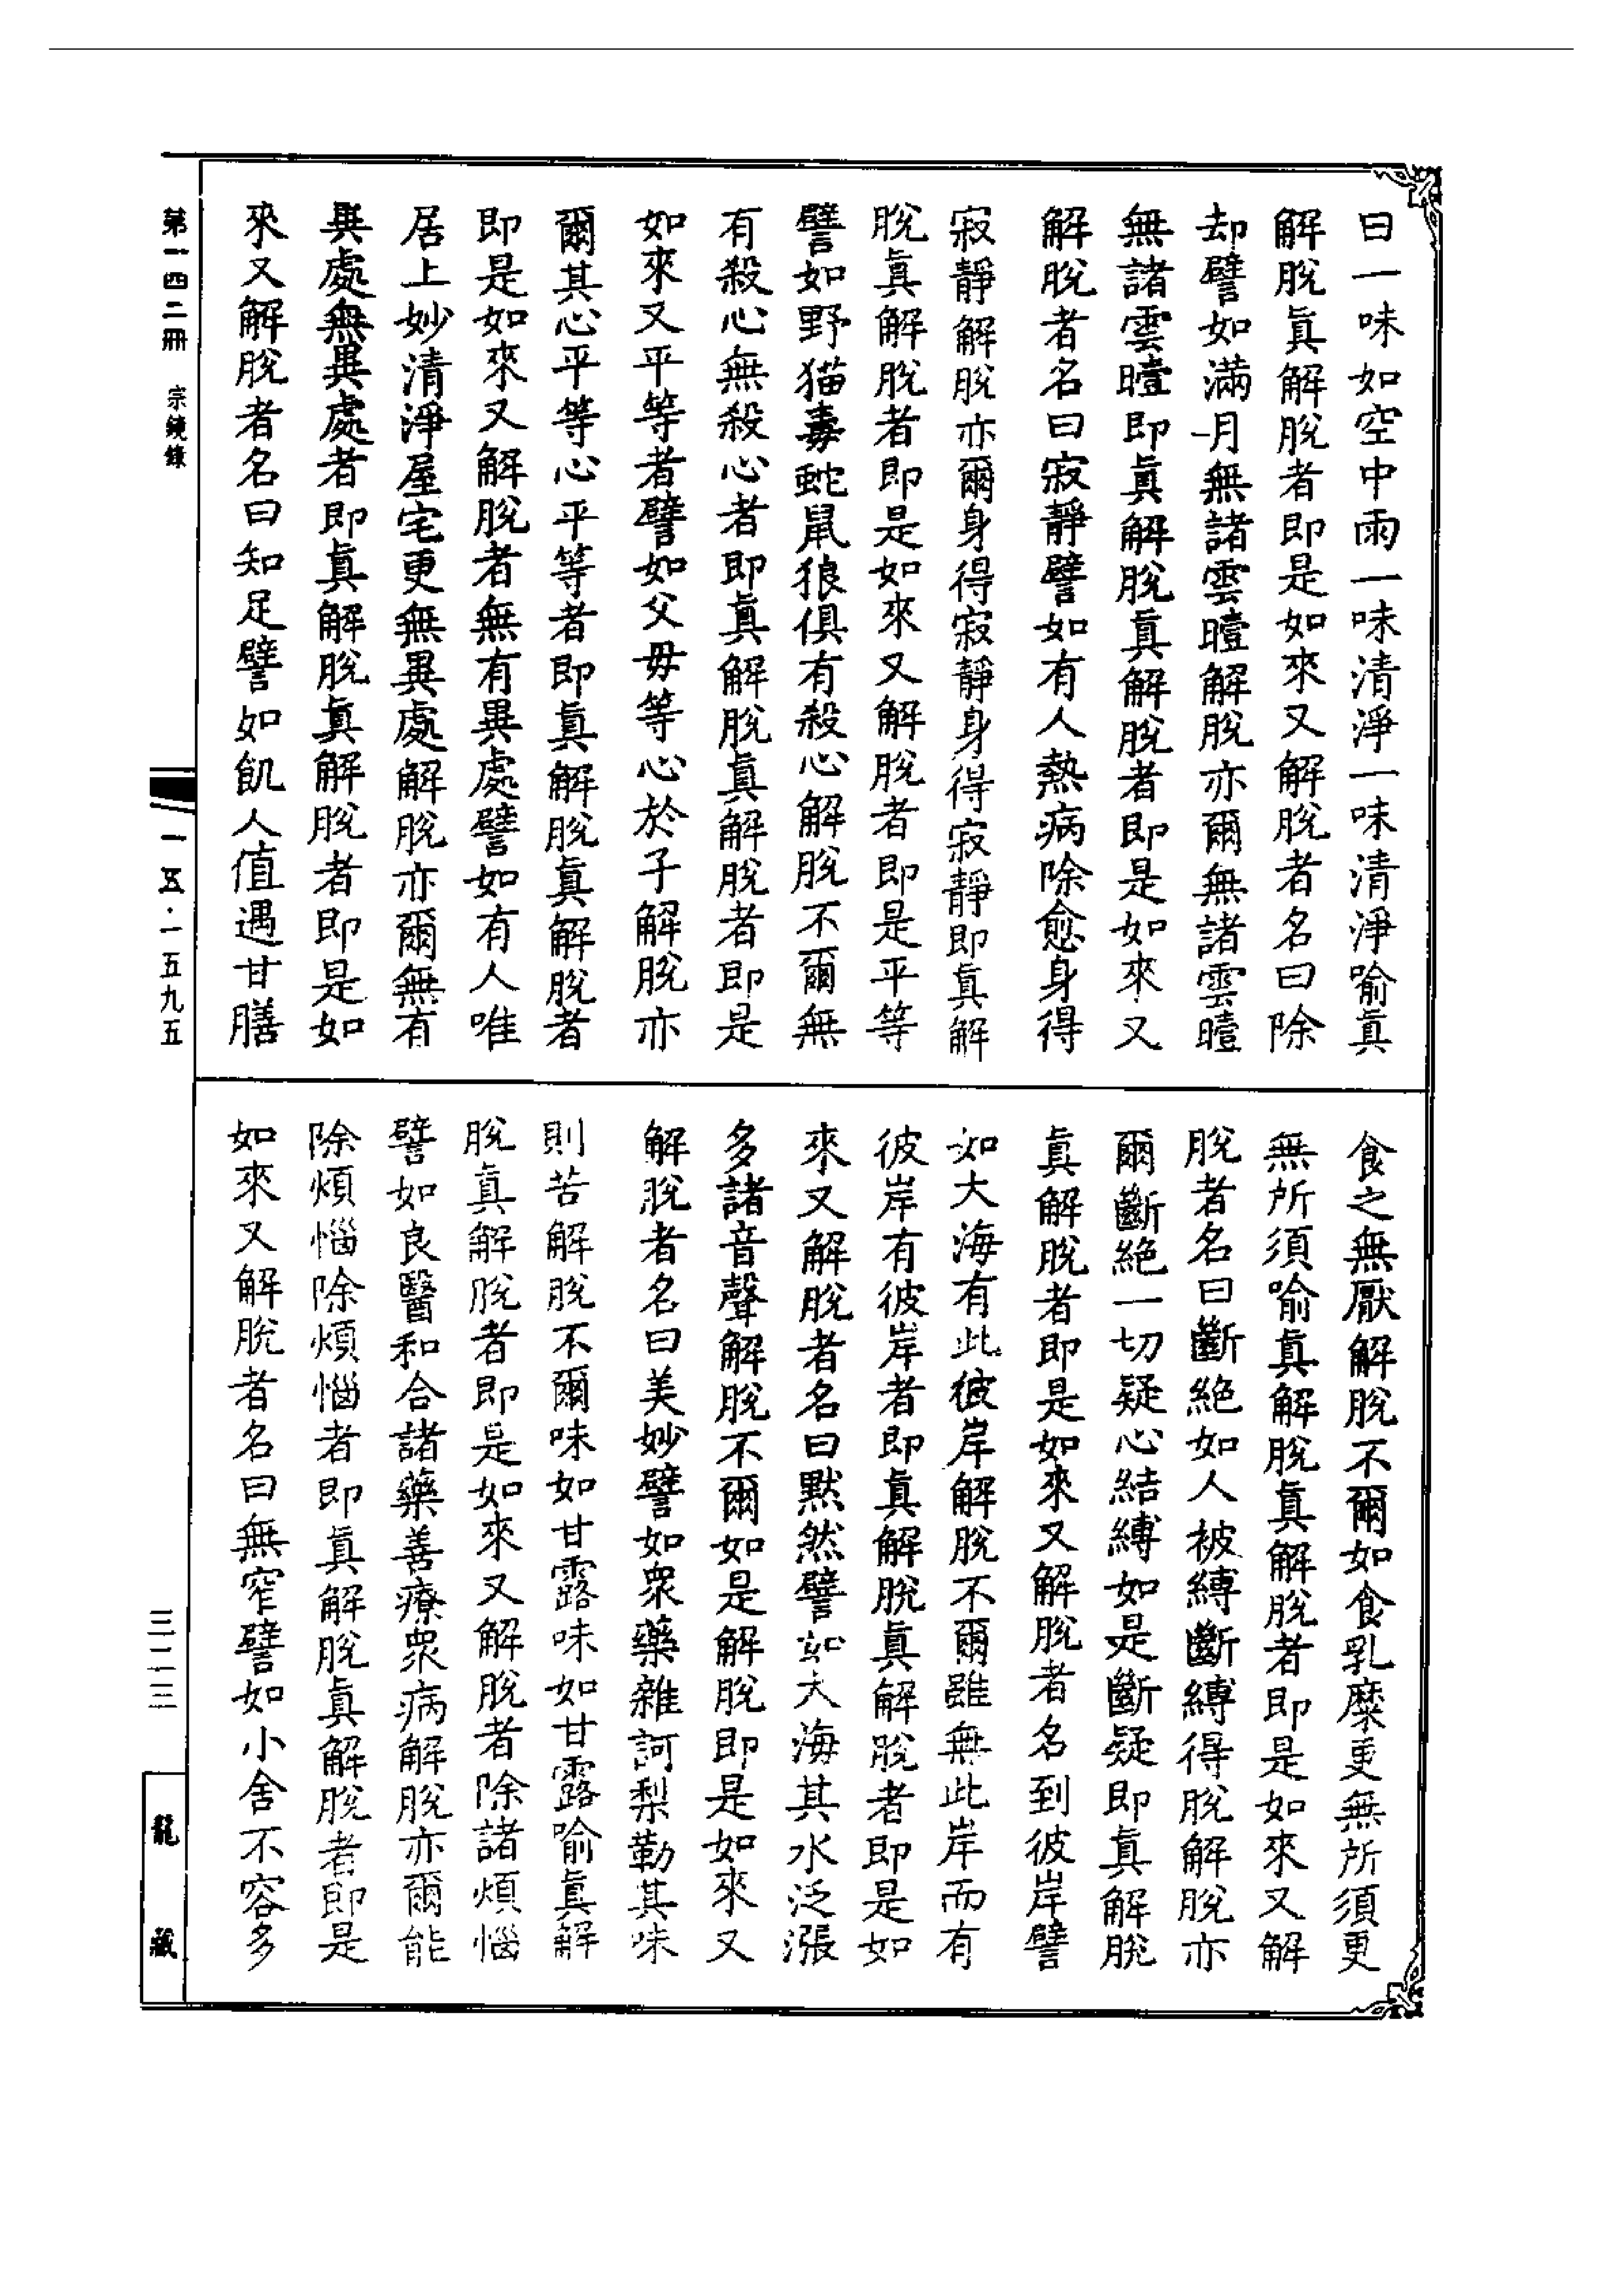 曰一味如空中雨一味清淨一味清淨喻眞
解脫眞解脫者即是如來又解脫者名曰除
却譬如滿月無諸雲曀解脫亦爾無諸雲曀
無諸雲曀即眞解脫眞解脫者即是如來又
解脫者名曰寂靜譬如有人熱病除愈身得
寂靜解脫亦爾身得寂靜身得寂靜即眞解
脫眞解脫者即是如來又解脫者即是平等
譬如野猫毒蛇鼠狼俱有殺心解脫不爾無
有殺心無殺心者即眞解脫眞解脫者即是
如來又平等者譬如父母等心於子解脫亦
爾其心平等心平等者即眞解脫眞解脫者
即是如來又解脫者無有異處譬如有人唯
居上妙清淨屋宅更無異處解脫亦爾無有
異處無異處者即眞解脫眞解脫者即是如
來又解脫者名曰知足譬如飢人值遇甘膳
食之無厭解脫不爾如食乳糜更無所須更
無所須喻眞解脫眞解脫者即是如來又解
脫者名曰斷絕如人被縛斷縛得脫解脫亦
爾斷絕一切疑心結縛如是斷疑即眞解脫
眞解脫者即是如來又解脫者名到彼岸譬
如大海有此彼岸解脫不爾雖無此岸而有
彼岸有彼岸者即眞解脫眞解脫者即是如
來又解脫者名曰默然譬如大海其水泛漲
多諸音聲解脫不爾如是解脫即是如來又
解脫者名曰美妙譬如眾藥雜訶梨勒其味
則苦解脫不爾味如甘露味如甘露喻眞解
脫眞解脫者即是如來又解脫者除諸煩惱
譬如良醫和合諸藥善療眾病解脫亦爾能
除煩惱除煩惱者即眞解脫眞解脫者即是
如來又解脫者名曰無窄譬如小舍不容多
第一四二冊　宗鏡錄
一五·一五九五
三二三
龍藏